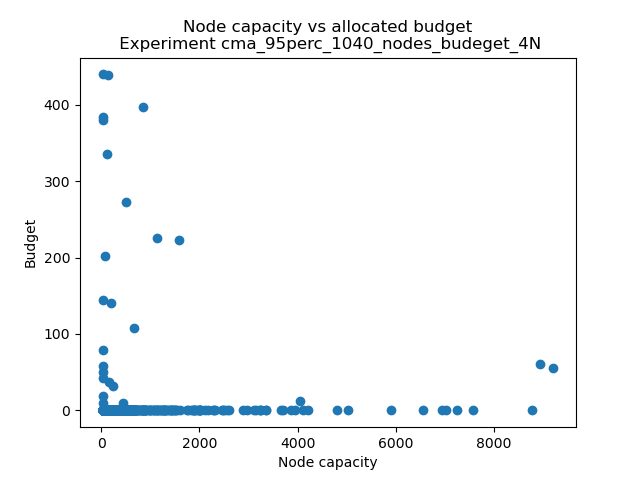 Node capacity vs allocated budget
Experiment cma_95perc_1040_nodes_budeget_4N
400
300
200
100
0
Budget
0 2000 4000 6000 8000
Node capacity